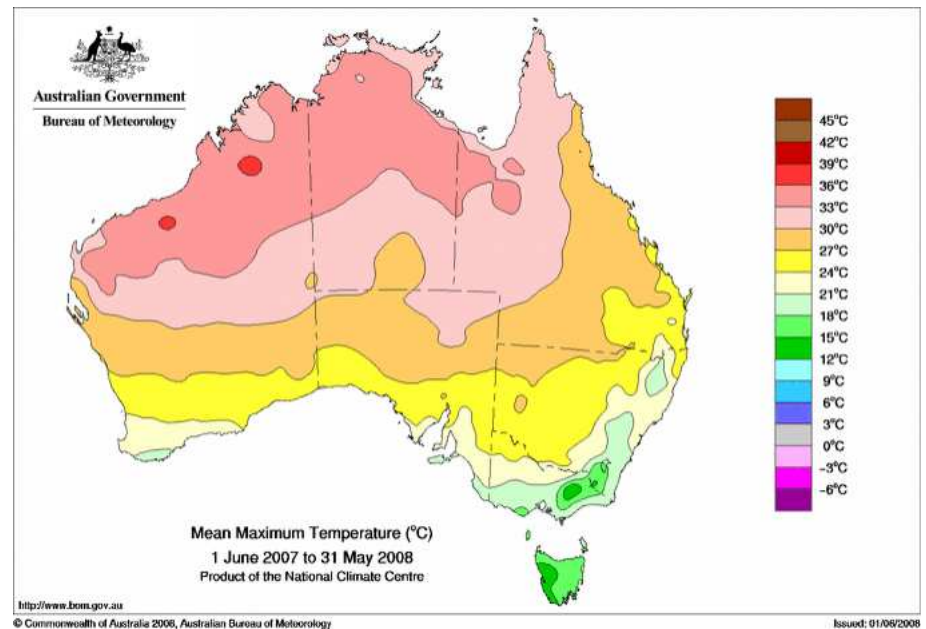 Australian Government
Bureau of Meteorology
45°C
42°C
39°C
36°C
33°C
30°C
27°C
24°C
21°C
18°C
15°C
12°C
9°C
6°C
3°C
0°C
-3°C
-6°C
Mean Maximum Temperature (°C)
1 June 2007 to 31 May 2008
Product of the National Climate Centre
http://www.bom.gov.au
© Commonwealth of Australia 2008, Australian Bureau of Meteorology
Issued: 01/06/2008